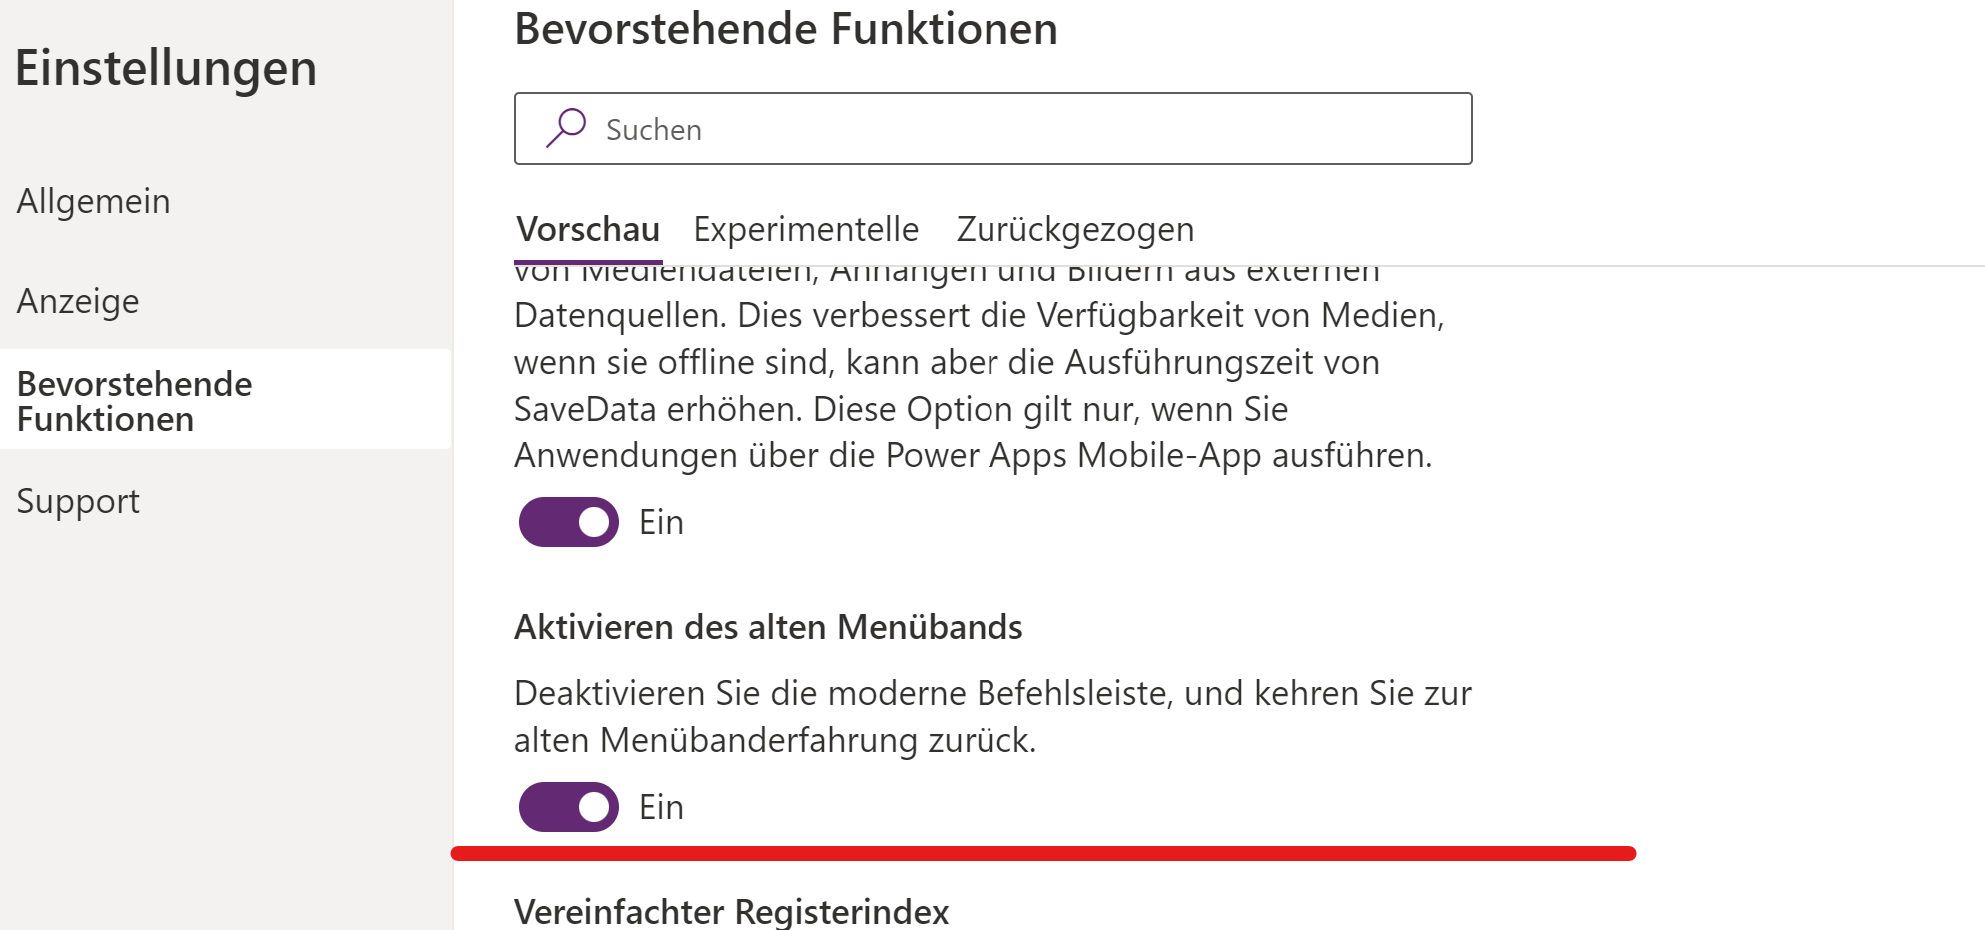 Einstellungen
Allgemein
Anzeige
Bevorstehende
Funktionen
Support
Bevorstehende Funktionen
Suchen
Vorschau Experimentelle Zurückgezogen
von Mediendateien, Anhängen und Bildern aus externen
Datenquellen. Dies verbessert die Verfügbarkeit von Medien,
wenn sie offline sind, kann aber die Ausführungszeit von
SaveData erhöhen. Diese Option gilt nur, wenn Sie
Anwendungen über die Power Apps Mobile-App ausführen.
Ein
Aktivieren des alten Menübands
Deaktivieren Sie die moderne Befehlsleiste, und kehren Sie zur
alten Menübanderfahrung zurück.
Ein
Vereinfachter Registerindex